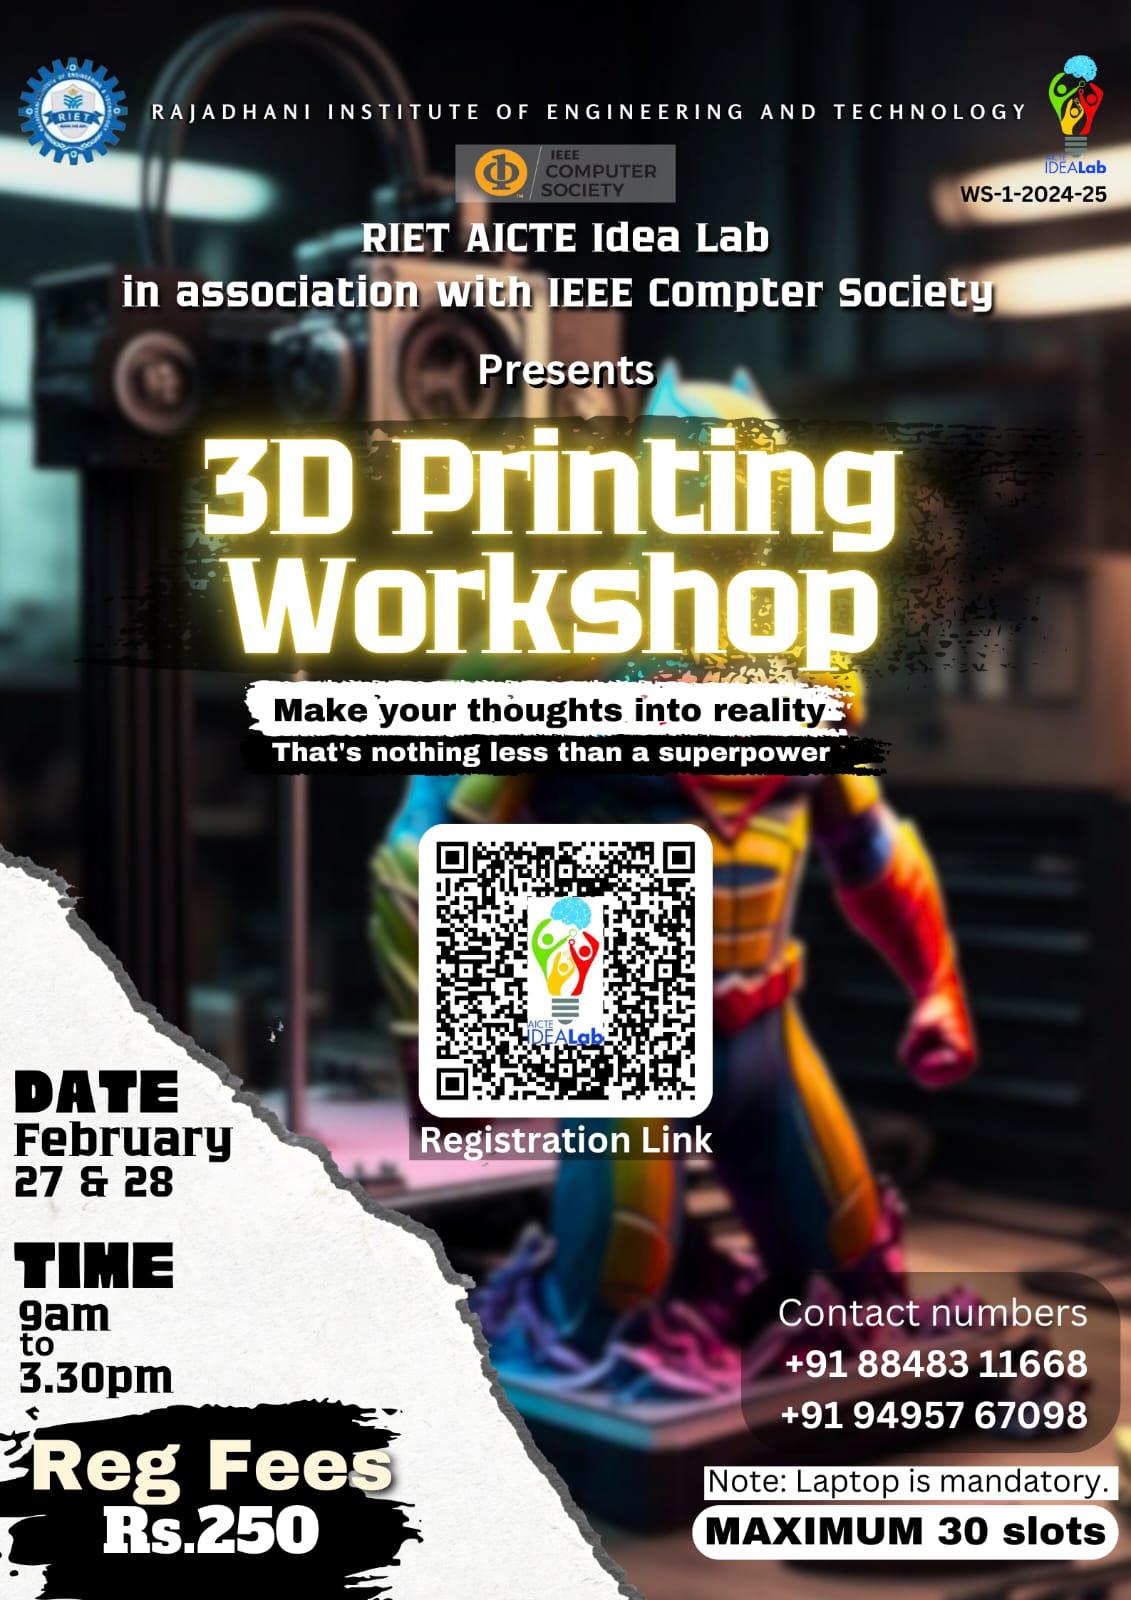 RIET
RAJADHANI INSTITUTE OF ENGINEERING AND TECHNOLOGY
AICTE
IDEALab
IEEE
COMPUTER
SOCIETY
WS-1-2024-25
RIET AICTE Idea Lab
in association with IEEE Compter Society
Presents
3D Printing
Workshop
Make your thoughts into reality
That's nothing less than a superpower
AICTE
IDEALab
Registration Link
DATE
February
27 & 28
TIME
9am
to
3.30pm
Reg Fees
Rs.250
Contact numbers
+91 88483 11668
+91 94957 67098
Note: Laptop is mandatory.
MAXIMUM 30 slots